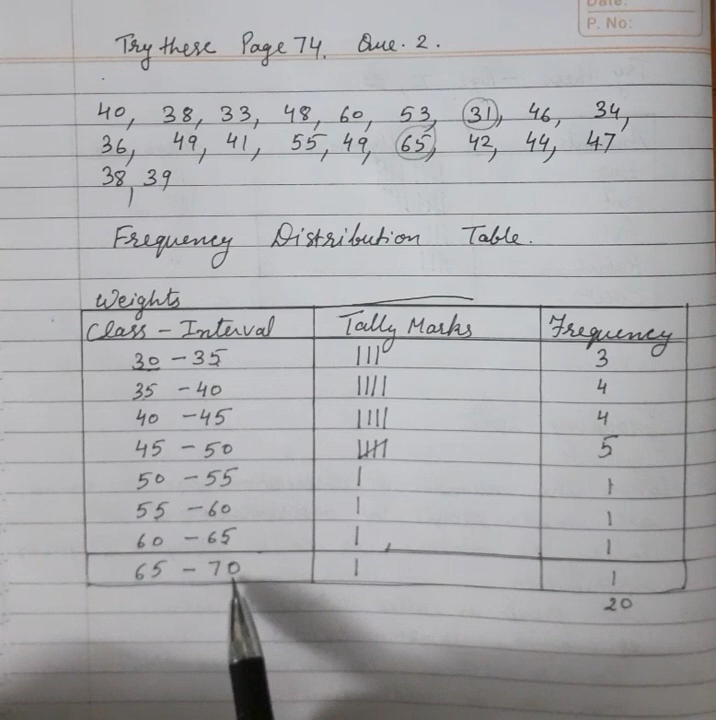 Date:
P. No:
Try these Page 74. Que. 2.
40, 38, 33, 48, 60, 53, 31, 46, 34,
36, 49, 41, 55, 49, 65, 42, 44, 47
38, 39
Frequency Distribution Table.
Weights
Class - Interval Tally Marks Frequency
30 - 35 ||| 3
35 - 40 |||| 4
40 - 45 |||| 4
45 - 50 𝍸 5
50 - 55 | 1
55 - 60 | 1
60 - 65 | 1
65 - 70 | 1
20